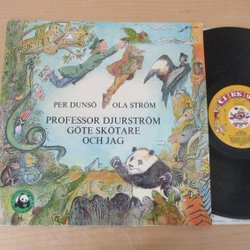 PER DUNSÖ OLA STRÖM
PROFESSOR DJURSTRÖM
GÖTE SKÖTARE
OCH JAG